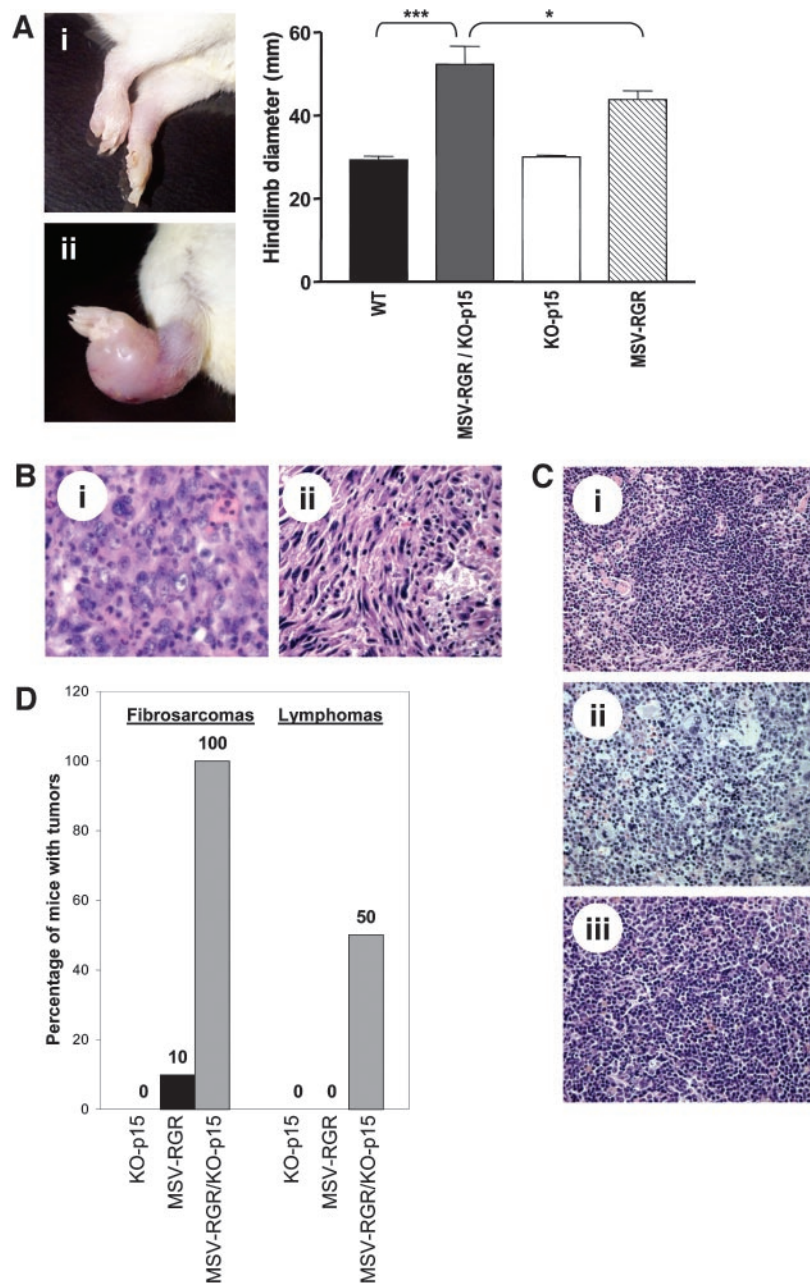 A
i
ii
Hindlimb diameter (mm)
60
40
20
0
***
*
WT
MSV-RGR / KO-p15
KO-p15
MSV-RGR
B
i
ii
C
i
ii
iii
D
Percentage of mice with tumors
120
100
80
60
40
20
0
Fibrosarcomas
Lymphomas
0
10
100
0
0
50
KO-p15
MSV-RGR
MSV-RGR/KO-p15
KO-p15
MSV-RGR
MSV-RGR/KO-p15